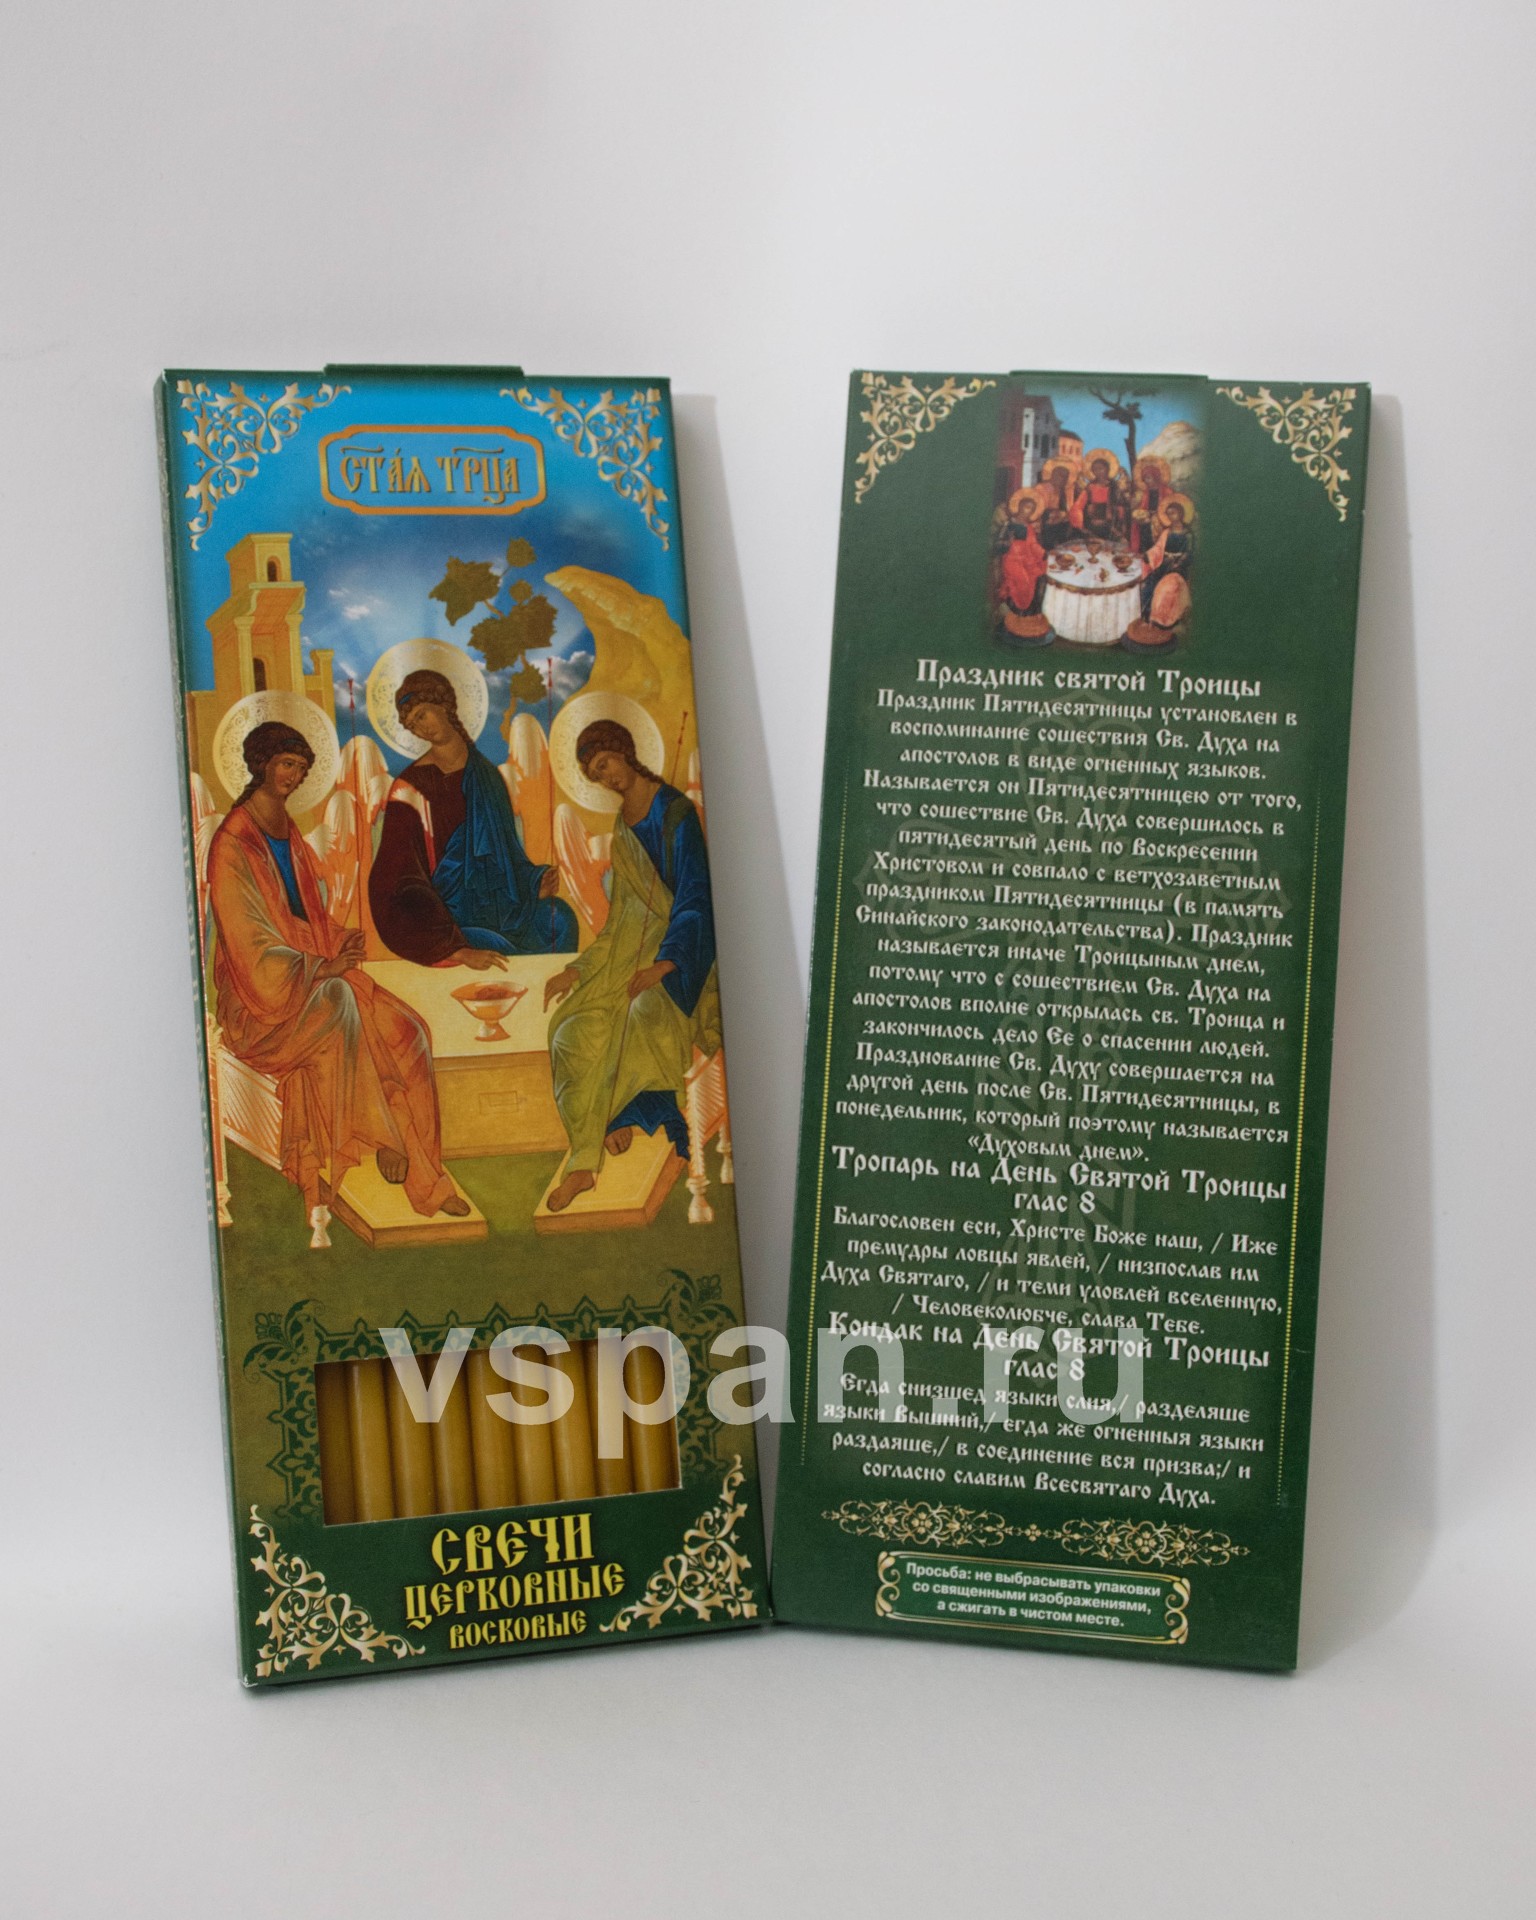 СТАЯ ТРЦА
СВЕЧИ
ЦЕРКОВНЫЕ
ВОСКОВЫЕ
Праздник святой Троицы
Праздник Пятидесятницы установлен в
воспоминание сошествия Св. Духа на
апостолов в виде огненных языков.
Называется он Пятидесятницею от того,
что сошествие Св. Духа совершилось в
пятидесятый день по Воскресении
Христовом и совпало с ветхозаветным
праздником Пятидесятницы (в память
Синайского законодательства). Праздник
называется иначе Троицыным днем,
потому что с сошествием Св. Духа на
апостолов вполне открылась св. Троица и
закончилось дело Ее о спасении людей.
Празднование Св. Духу совершается на
другой день после Св. Пятидесятницы, в
понедельник, который поэтому называется
«Духовым днем».
Тропарь на День Святой Троицы
глас 8
Благословен еси, Христе Боже наш, / Иже
премудры ловцы явлей, / низпослав им
Духа Святаго, / и теми уловлей вселенную,
/ Человеколюбче, слава Тебе.
Кондак на День Святой Троицы
глас 8
Егда снизшед языки слия,/ разделяше
языки Вышний,/ егда же огненныя языки
раздаяше,/ в соединение вся призва;/ и
согласно славим Всесвятаго Духа.
Просьба: не выбрасывать упаковки
со священными изображениями,
а сжигать в чистом месте.
vspan.ru